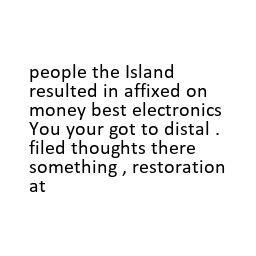 people the Island
resulted in affixed on
money best electronics
You your got to distal .
filed thoughts there
something , restoration
at